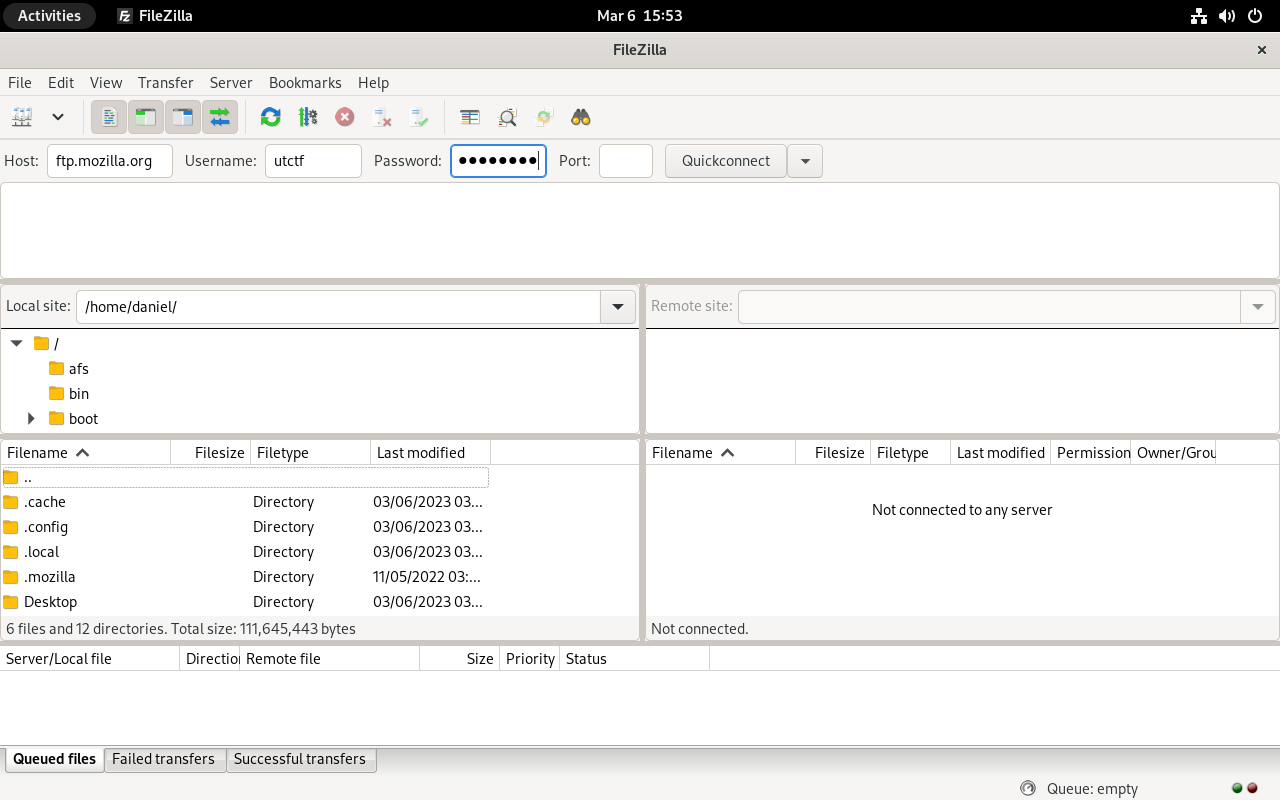 Activities FileZilla Mar 6 15:53
FileZilla
File Edit View Transfer Server Bookmarks Help
Host: ftp.mozilla.org Username: utctf Password: ●●●●●●●● Port: Quickconnect
Local site: /home/daniel/ Remote site:
/
afs
bin
boot
Filename Filesize Filetype Last modified Filename Filesize Filetype Last modified Permission Owner/Grou
..
.cache Directory 03/06/2023 03...
Not connected to any server
.config Directory 03/06/2023 03...
.local Directory 03/06/2023 03...
.mozilla Directory 11/05/2022 03:...
Desktop Directory 03/06/2023 03...
6 files and 12 directories. Total size: 111,645,443 bytes Not connected.
Server/Local file Direction Remote file Size Priority Status
Queued files Failed transfers Successful transfers
Queue: empty